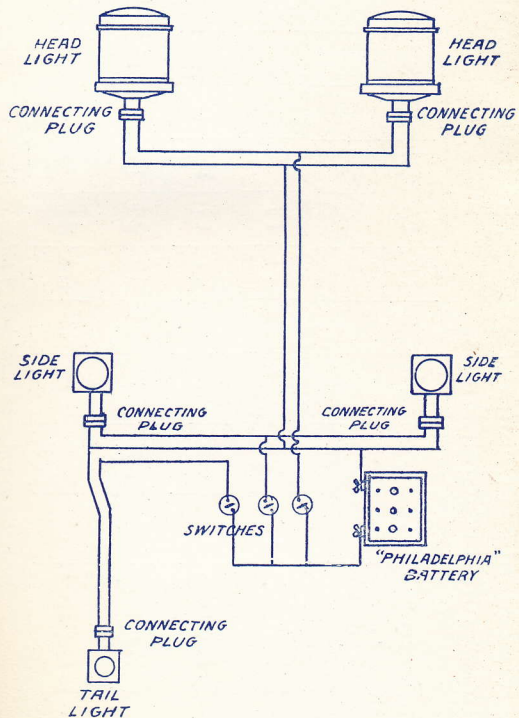 HEAD
LIGHT
HEAD
LIGHT
CONNECTING
PLUG
CONNECTING
PLUG
SIDE
LIGHT
SIDE
LIGHT
CONNECTING
PLUG
CONNECTING
PLUG
SWITCHES
"PHILADELPHIA"
BATTERY
CONNECTING
PLUG
TAIL
LIGHT